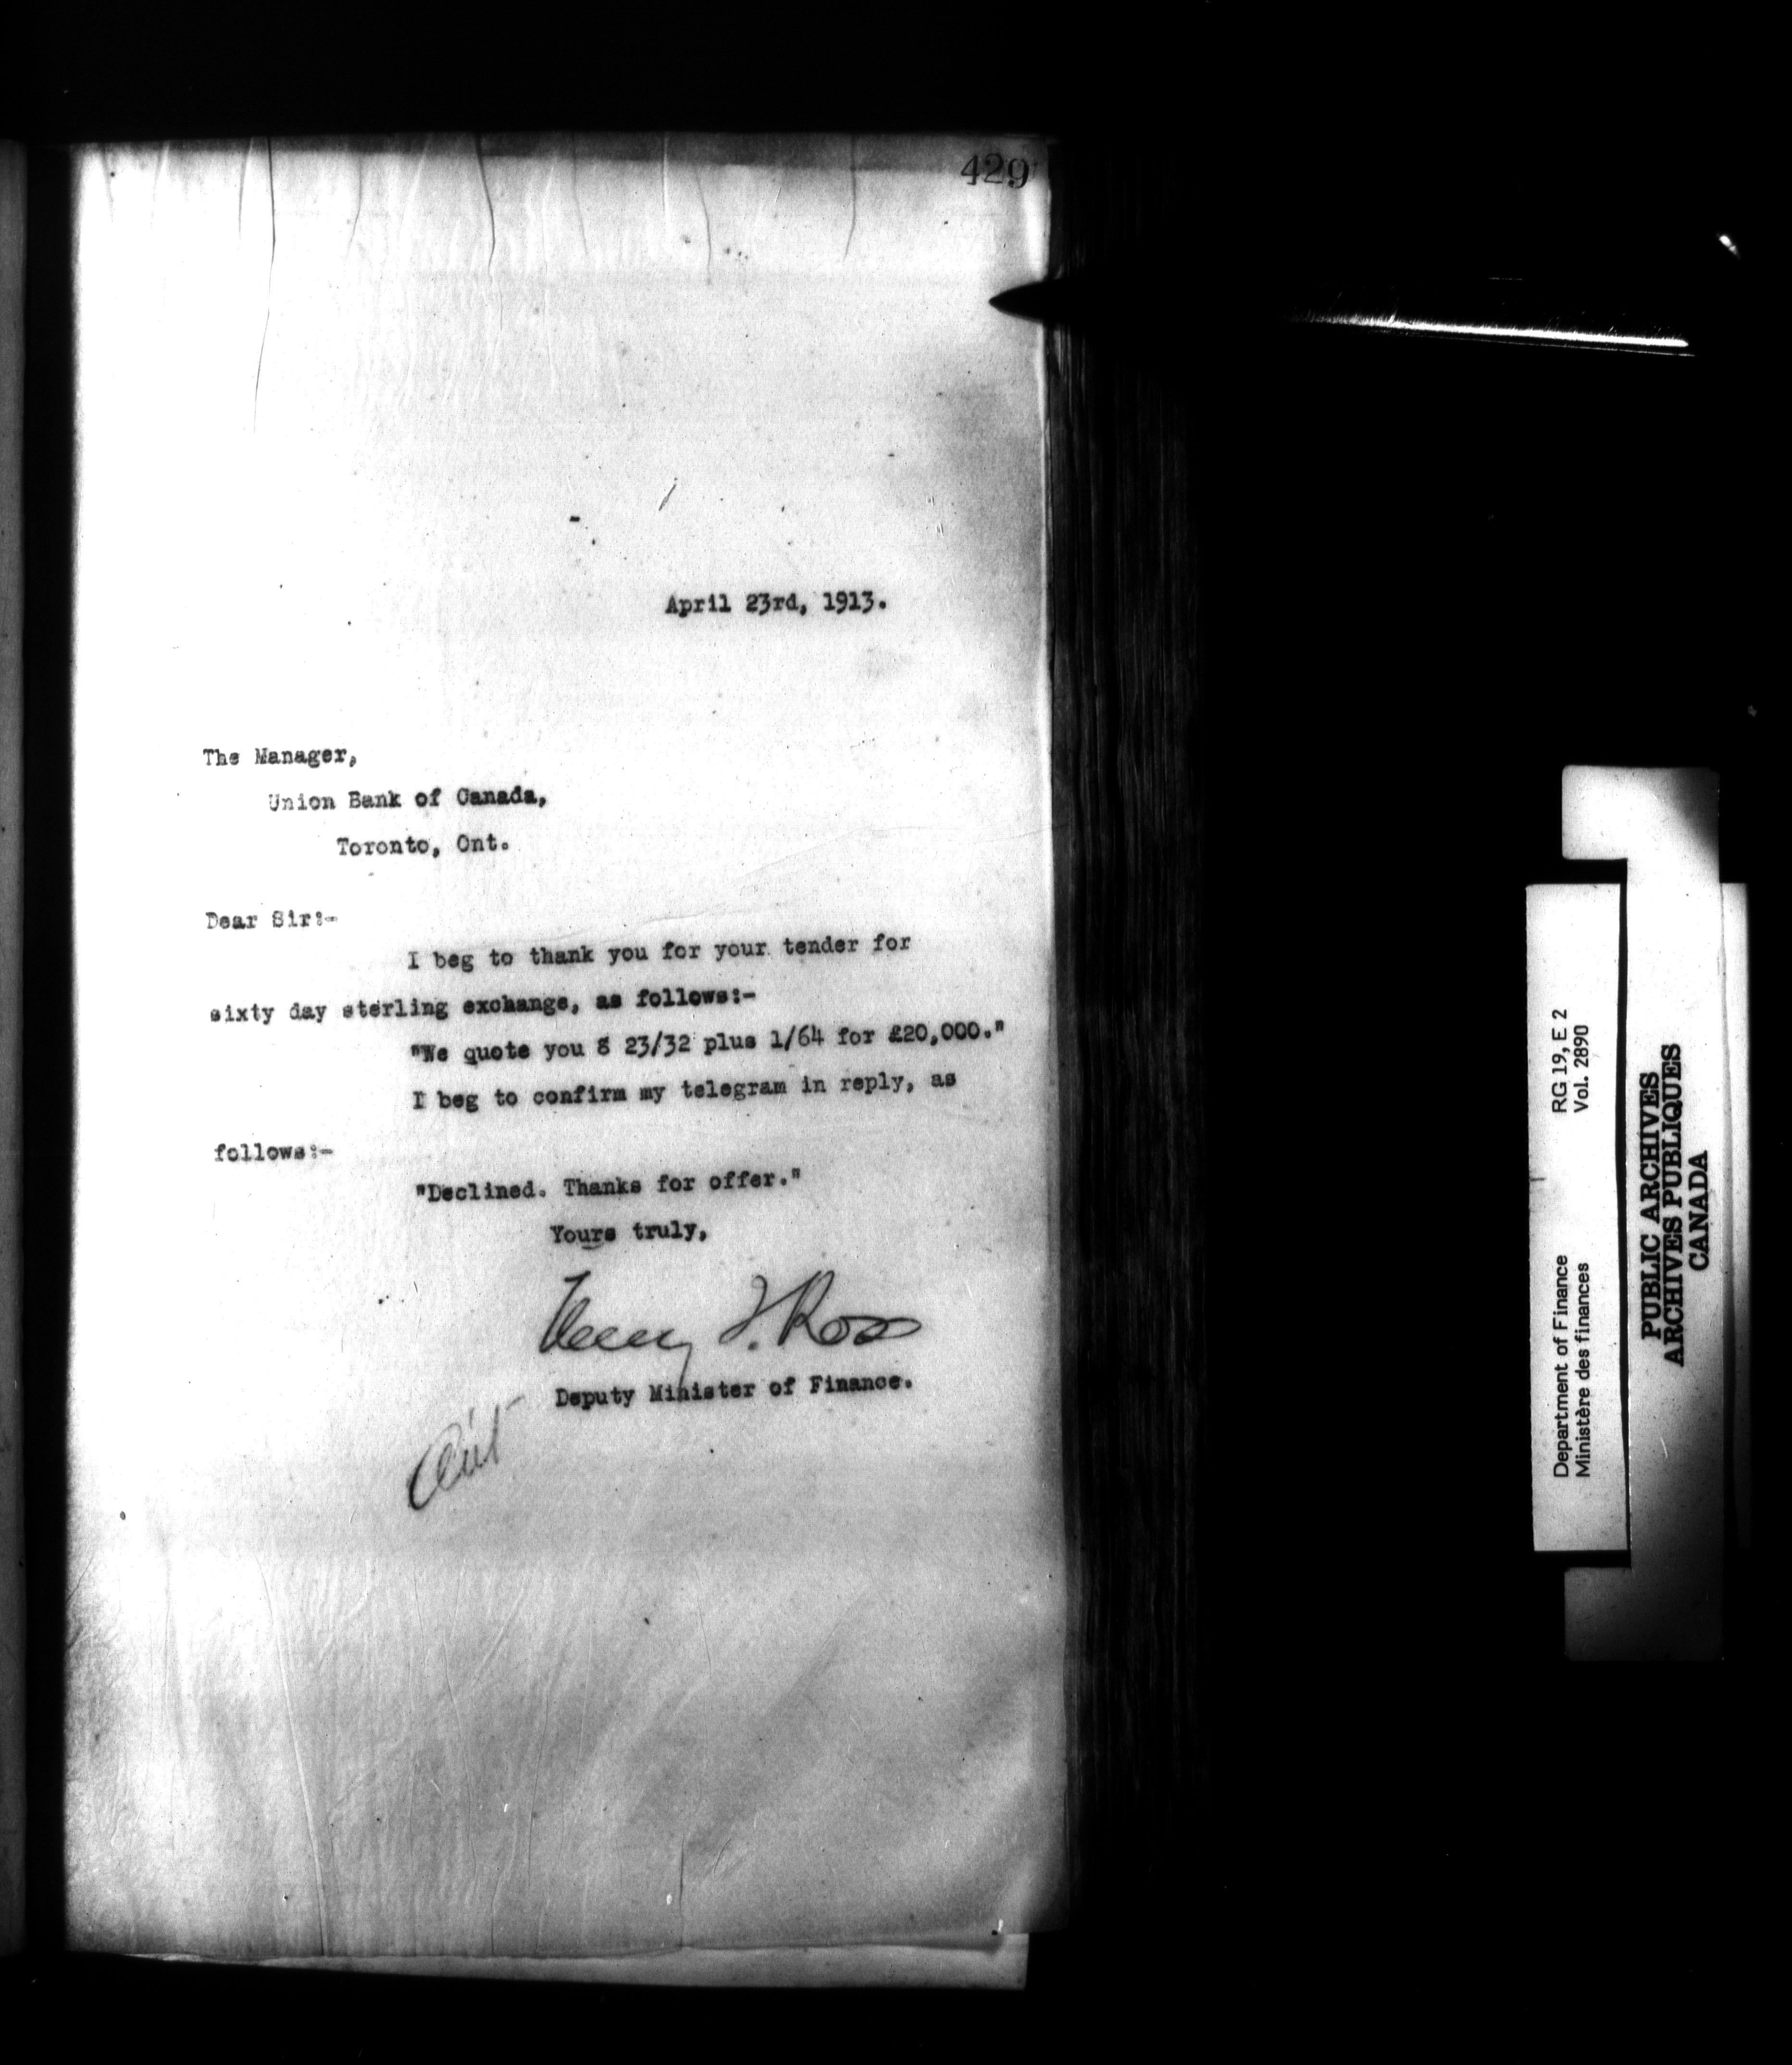 429
April 23rd, 1913.
The Manager,
Union Bank of Canada,
Toronto, Ont.
Dear Sir:-
I beg to thank you for your tender for
sixty day sterling exchange, as follows:-
"We quote you 8 23/32 plus 1/64 for £20,000."
I beg to confirm my telegram in reply, as
follows:-
"Declined. Thanks for offer."
Yours truly,
Henry T. Ross
Deputy Minister of Finance.
Department of Finance RG 19, E 2
Ministère des finances Vol. 2890
PUBLIC ARCHIVES
ARCHIVES PUBLIQUES
CANADA